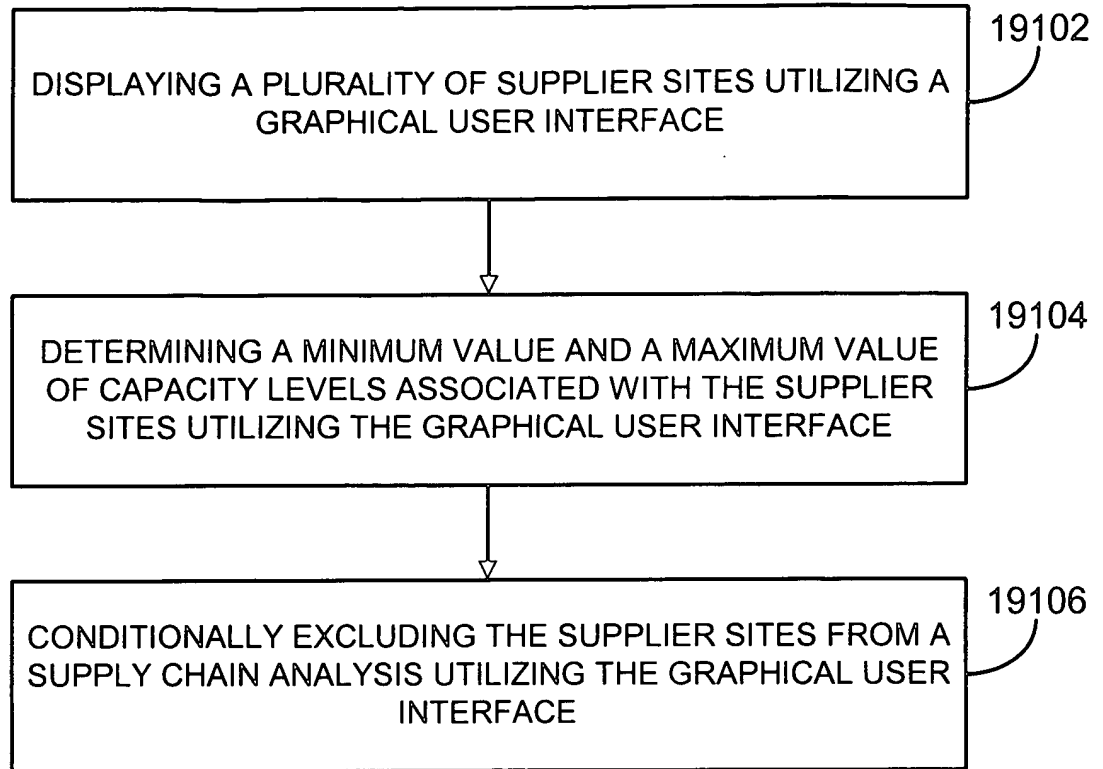 19102
DISPLAYING A PLURALITY OF SUPPLIER SITES UTILIZING A
GRAPHICAL USER INTERFACE
19104
DETERMINING A MINIMUM VALUE AND A MAXIMUM VALUE
OF CAPACITY LEVELS ASSOCIATED WITH THE SUPPLIER
SITES UTILIZING THE GRAPHICAL USER INTERFACE
19106
CONDITIONALLY EXCLUDING THE SUPPLIER SITES FROM A
SUPPLY CHAIN ANALYSIS UTILIZING THE GRAPHICAL USER
INTERFACE